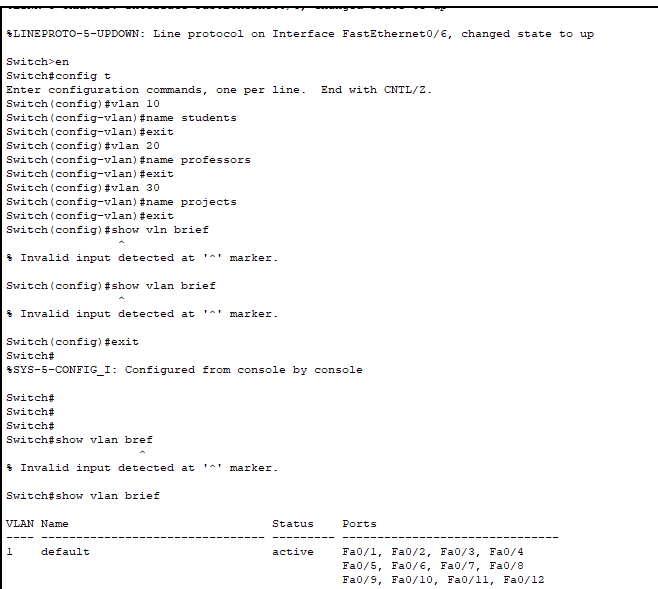 %LINEPROTO-5-UPDOWN: Line protocol on Interface FastEthernet0/6, changed state to up
Switch>en
Switch#config t
Enter configuration commands, one per line.  End with CNTL/Z.
Switch(config)#vlan 10
Switch(config-vlan)#name students
Switch(config-vlan)#exit
Switch(config)#vlan 20
Switch(config-vlan)#name professors
Switch(config-vlan)#exit
Switch(config)#vlan 30
Switch(config-vlan)#name projects
Switch(config-vlan)#exit
Switch(config)#show vln brief
^
% Invalid input detected at '^' marker.
Switch(config)#show vlan brief
^
% Invalid input detected at '^' marker.
Switch(config)#exit
Switch#
%SYS-5-CONFIG_I: Configured from console by console
Switch#
Switch#
Switch#
Switch#show vlan bref
^
% Invalid input detected at '^' marker.
Switch#show vlan brief
VLAN Name                             Status    Ports
---- -------------------------------- --------- -------------------------------
1    default                          active    Fa0/1, Fa0/2, Fa0/3, Fa0/4
Fa0/5, Fa0/6, Fa0/7, Fa0/8
Fa0/9, Fa0/10, Fa0/11, Fa0/12